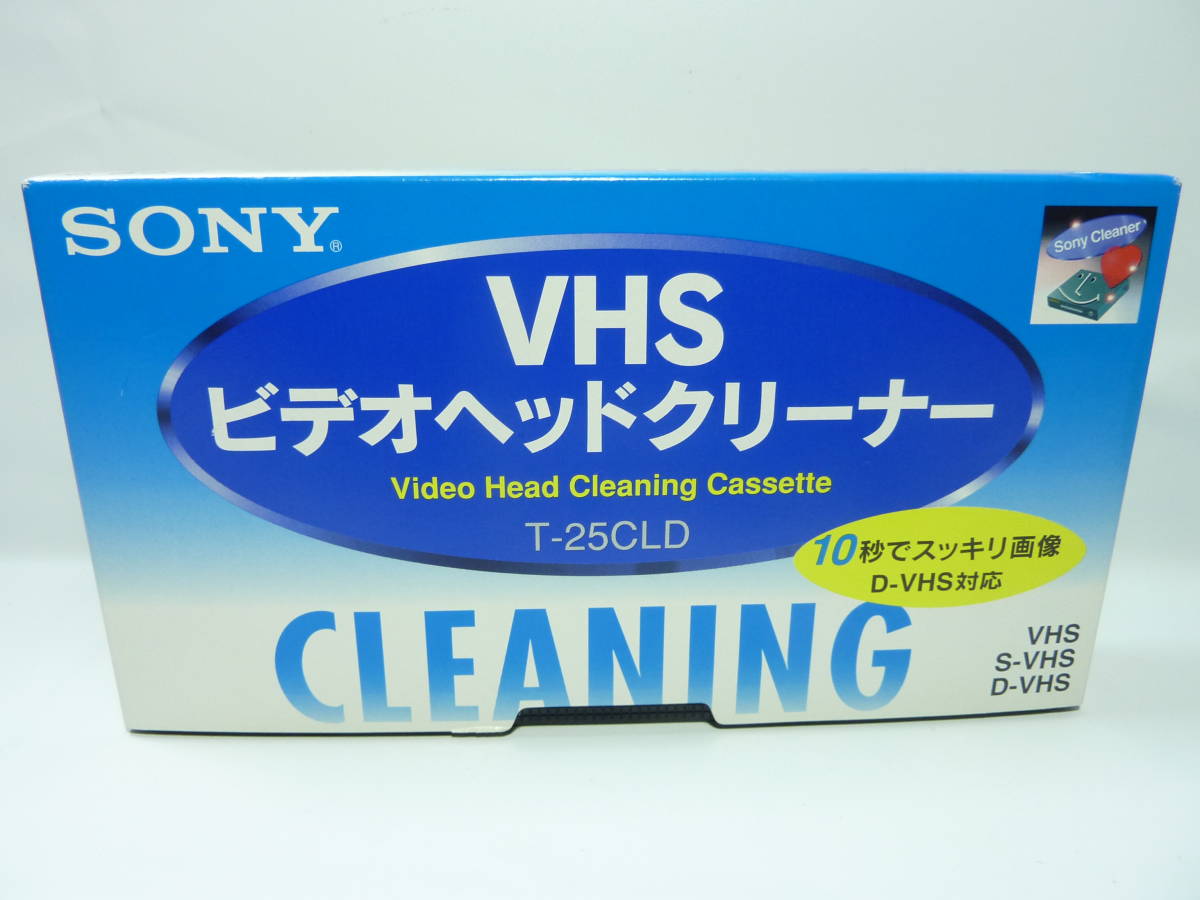 SONY®
Sony Cleaner
VHS
ビデオヘッドクリーナー
Video Head Cleaning Cassette
T-25CLD
10秒でスッキリ画像
D-VHS対応
CLEANING
VHS
S-VHS
D-VHS